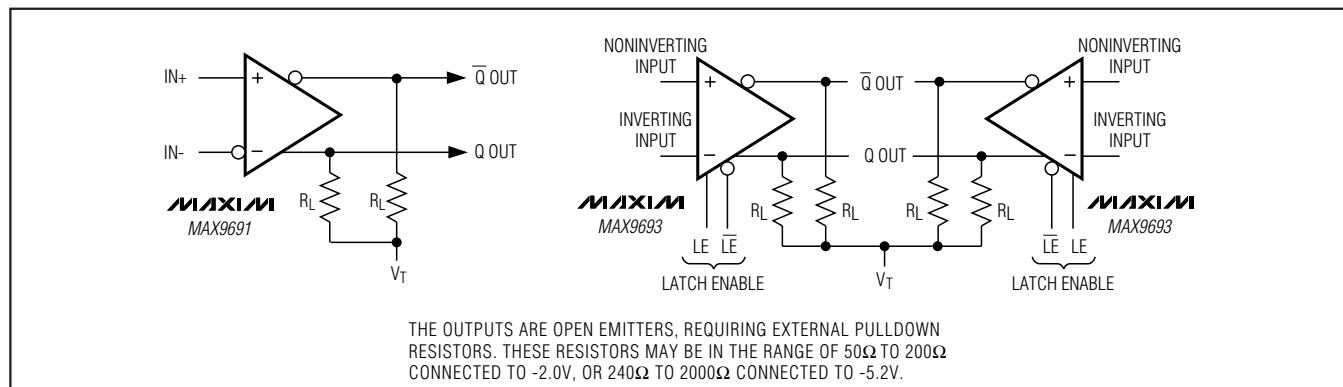 IN+
+
Q̅ OUT
IN-
−
Q OUT
MAXIM
MAX9691
RL
RL
VT
NONINVERTING
INPUT
+
INVERTING
INPUT
−
MAXIM
MAX9693
LE L̅E̅
LATCH ENABLE
Q̅ OUT
Q OUT
RL
RL
RL
RL
VT
NONINVERTING
INPUT
+
INVERTING
INPUT
−
MAXIM
MAX9693
L̅E̅ LE
LATCH ENABLE
THE OUTPUTS ARE OPEN EMITTERS, REQUIRING EXTERNAL PULLDOWN
RESISTORS. THESE RESISTORS MAY BE IN THE RANGE OF 50Ω TO 200Ω
CONNECTED TO -2.0V, OR 240Ω TO 2000Ω CONNECTED TO -5.2V.